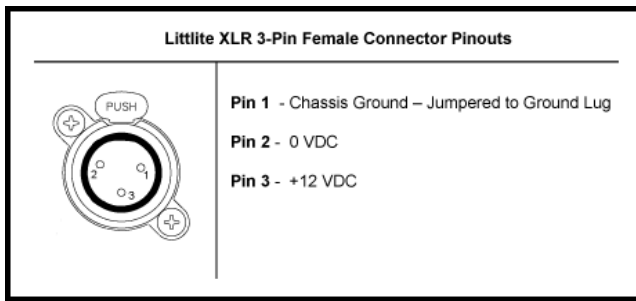 Littlite XLR 3-Pin Female Connector Pinouts
PUSH
2
1
3
Pin 1 - Chassis Ground – Jumpered to Ground Lug
Pin 2 - 0 VDC
Pin 3 - +12 VDC